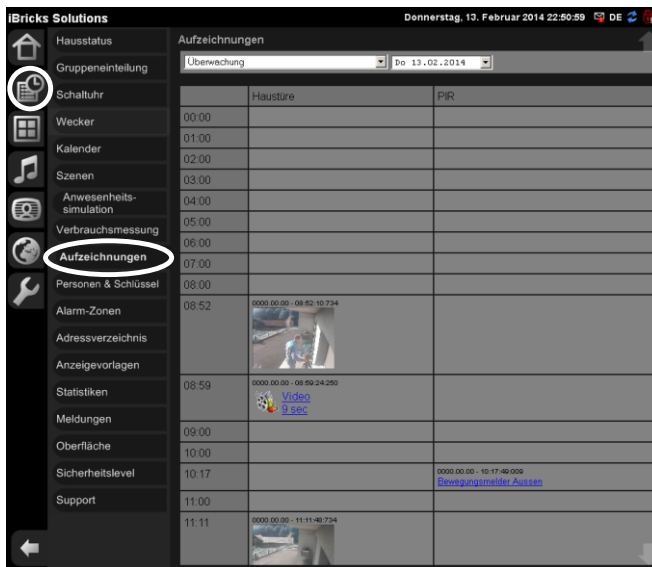 iBricks Solutions
Donnerstag, 13. Februar 2014 22:50:59 DE
Hausstatus
Gruppeneinteilung
Schaltuhr
Wecker
Kalender
Szenen
Anwesenheits-
simulation
Verbrauchsmessung
Aufzeichnungen
Personen & Schlüssel
Alarm-Zonen
Adressverzeichnis
Anzeigevorlagen
Statistiken
Meldungen
Oberfläche
Sicherheitslevel
Support
Aufzeichnungen
Überwachung
Do 13.02.2014
Haustüre PIR
00:00
01:00
02:00
03:00
04:00
05:00
06:00
07:00
08:00
08:52 0000.00.00 - 08:52:10:734
08:59 0000.00.00 - 08:59:24:250
Video
9 sec
09:00
10:00
10:17 0000.00.00 - 10:17:49:009
Bewegungsmelder Aussen
11:00
11:11 0000.00.00 - 11:11:48:734